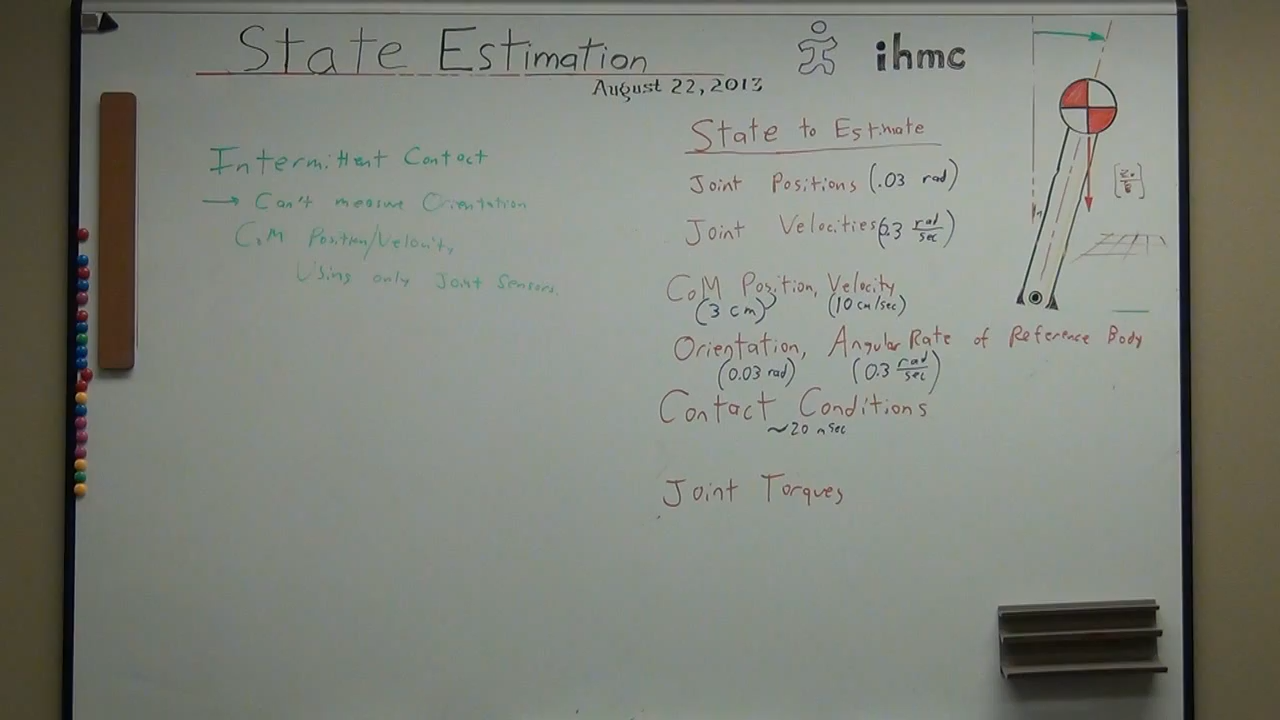 State Estimation
August 22, 2013
ihmc
Intermittent Contact
→ Can't measure Orientation
CoM Position/Velocity
Using only Joint Sensors.
State to Estimate
Joint Positions (.03 rad)
Joint Velocities (0.3 rad/sec)
CoM Position, Velocity
(3 cm) (10 cm/sec)
Orientation, Angular Rate of Reference Body
(0.03 rad) (0.3 rad/sec)
Contact Conditions
~20 msec
Joint Torques